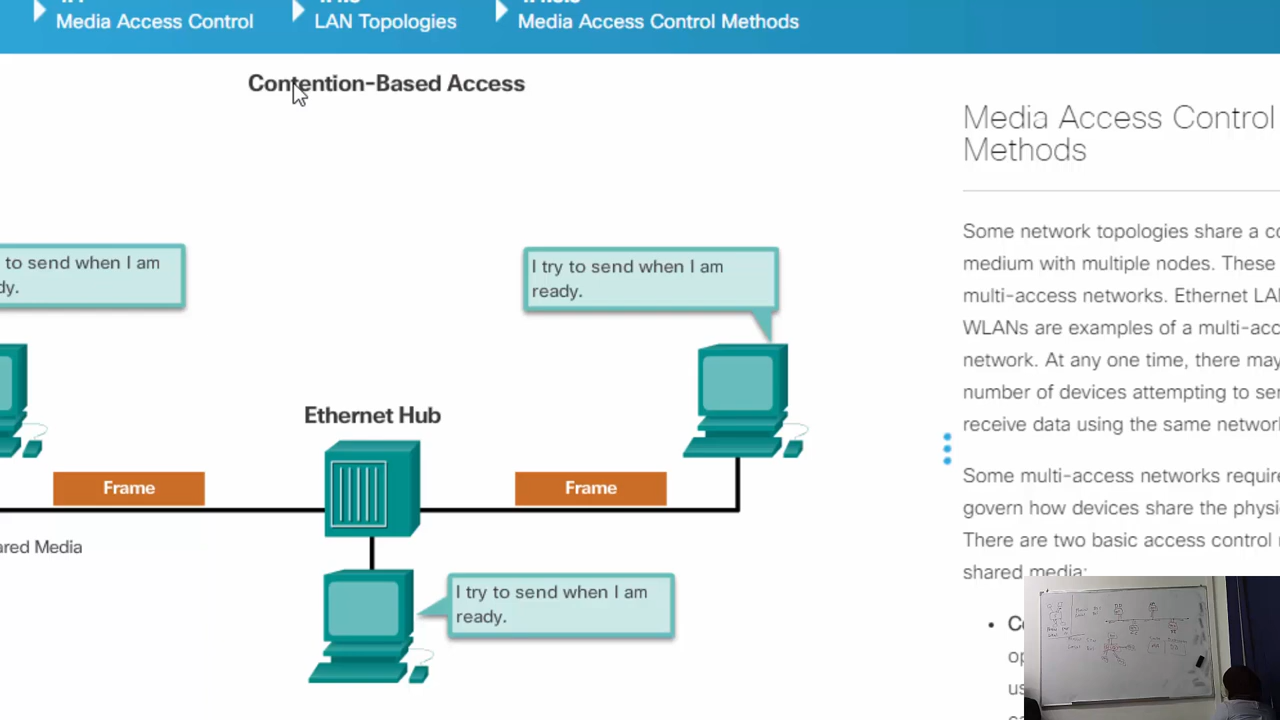 Media Access Control
LAN Topologies
Media Access Control Methods
Contention-Based Access
to send when I am
dy.
I try to send when I am
ready.
Ethernet Hub
Frame
Frame
ared Media
I try to send when I am
ready.
Media Access Control
Methods
Some network topologies share a co
medium with multiple nodes. These
multi-access networks. Ethernet LA
WLANs are examples of a multi-acc
network. At any one time, there may
number of devices attempting to se
receive data using the same network
Some multi-access networks require
govern how devices share the physi
There are two basic access control
shared media: